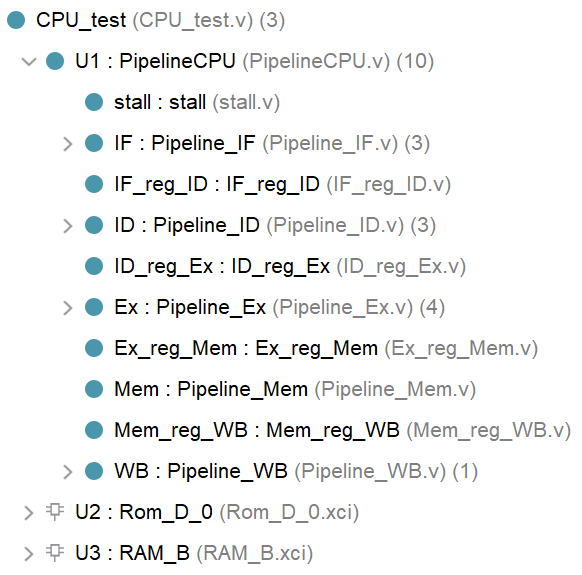 CPU_test (CPU_test.v) (3)
U1 : PipelineCPU (PipelineCPU.v) (10)
stall : stall (stall.v)
IF : Pipeline_IF (Pipeline_IF.v) (3)
IF_reg_ID : IF_reg_ID (IF_reg_ID.v)
ID : Pipeline_ID (Pipeline_ID.v) (3)
ID_reg_Ex : ID_reg_Ex (ID_reg_Ex.v)
Ex : Pipeline_Ex (Pipeline_Ex.v) (4)
Ex_reg_Mem : Ex_reg_Mem (Ex_reg_Mem.v)
Mem : Pipeline_Mem (Pipeline_Mem.v)
Mem_reg_WB : Mem_reg_WB (Mem_reg_WB.v)
WB : Pipeline_WB (Pipeline_WB.v) (1)
U2 : Rom_D_0 (Rom_D_0.xci)
U3 : RAM_B (RAM_B.xci)